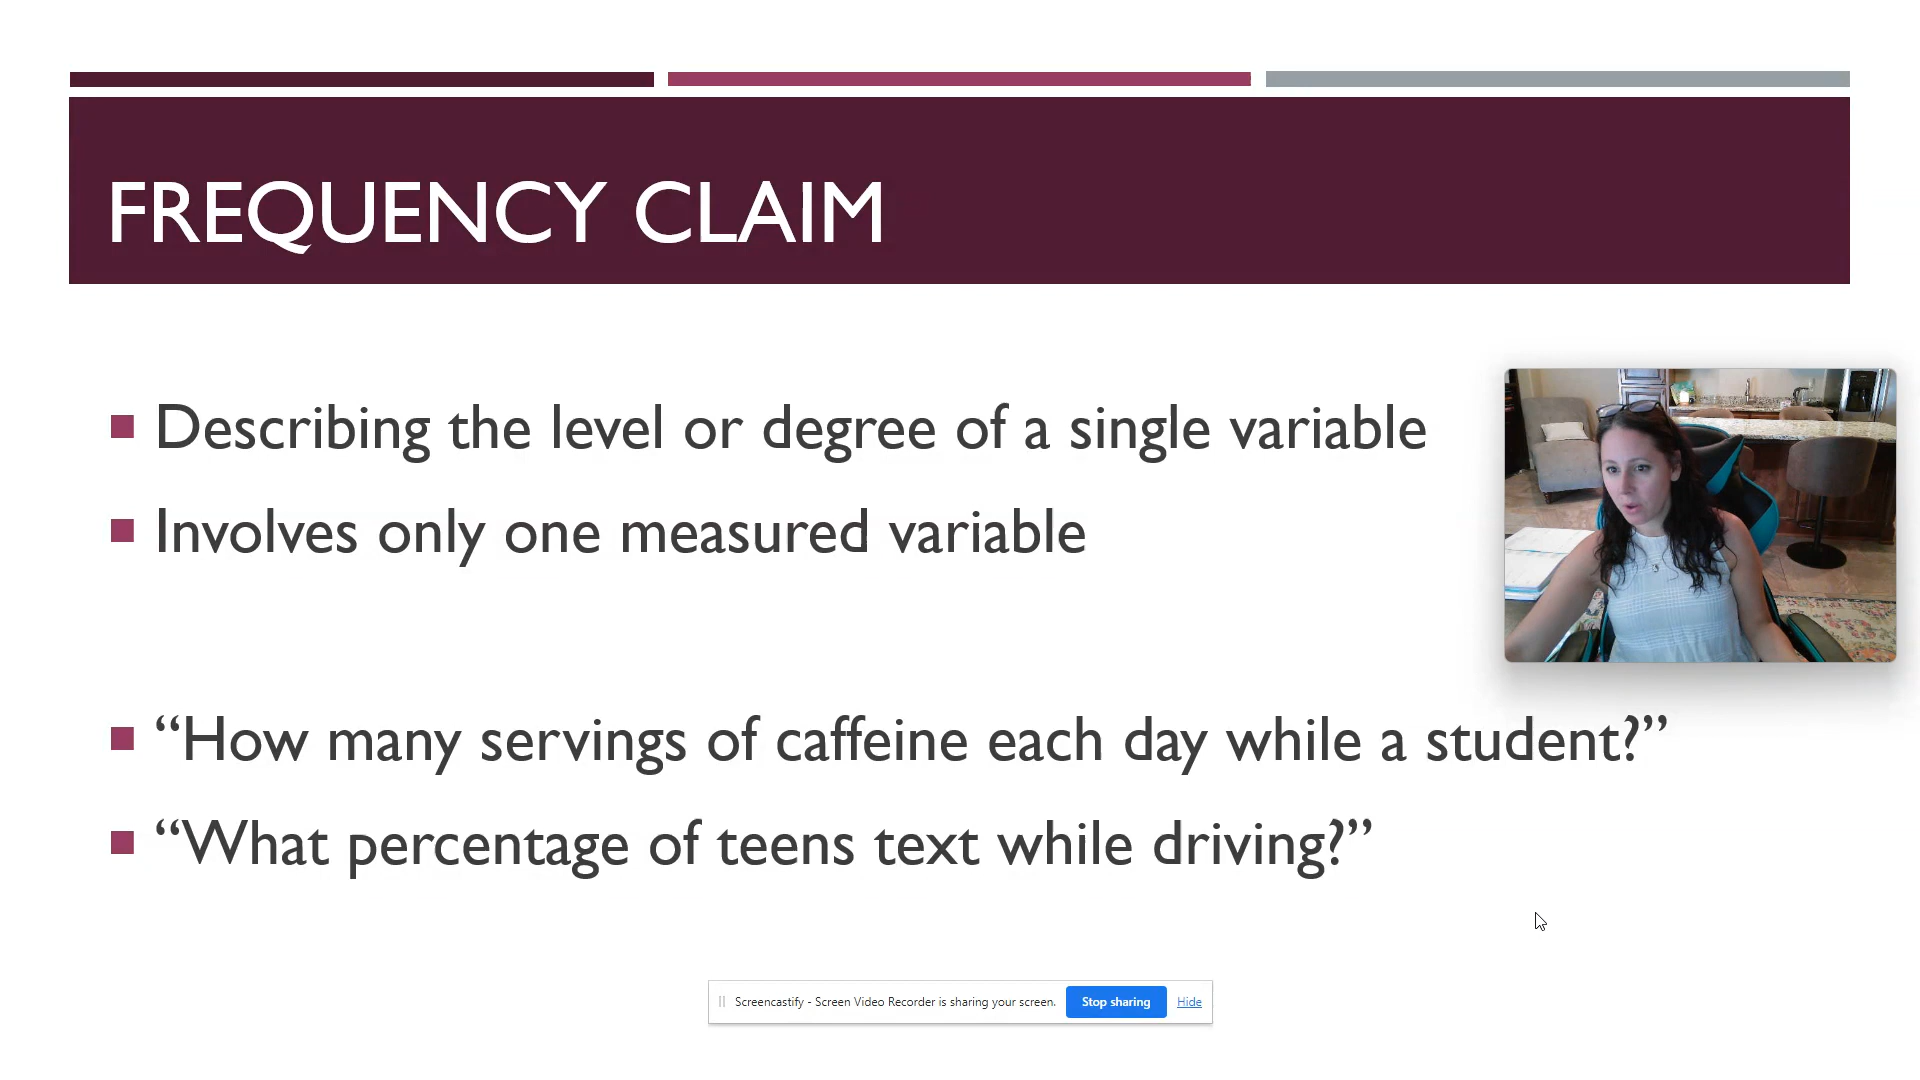 FREQUENCY CLAIM
Describing the level or degree of a single variable
Involves only one measured variable
“How many servings of caffeine each day while a student?”
“What percentage of teens text while driving?”
Screencastify - Screen Video Recorder is sharing your screen. Stop sharing Hide